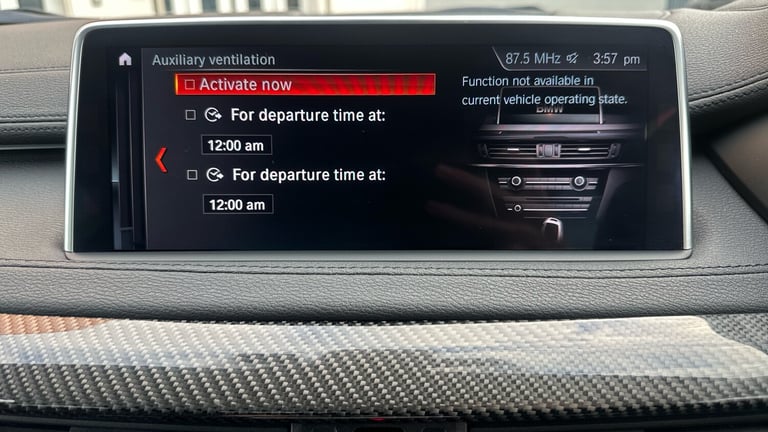 Auxiliary ventilation
87.5 MHz
3:57 pm
Activate now
Function not available in
current vehicle operating state.
BMW
For departure time at:
12:00 am
For departure time at:
12:00 am